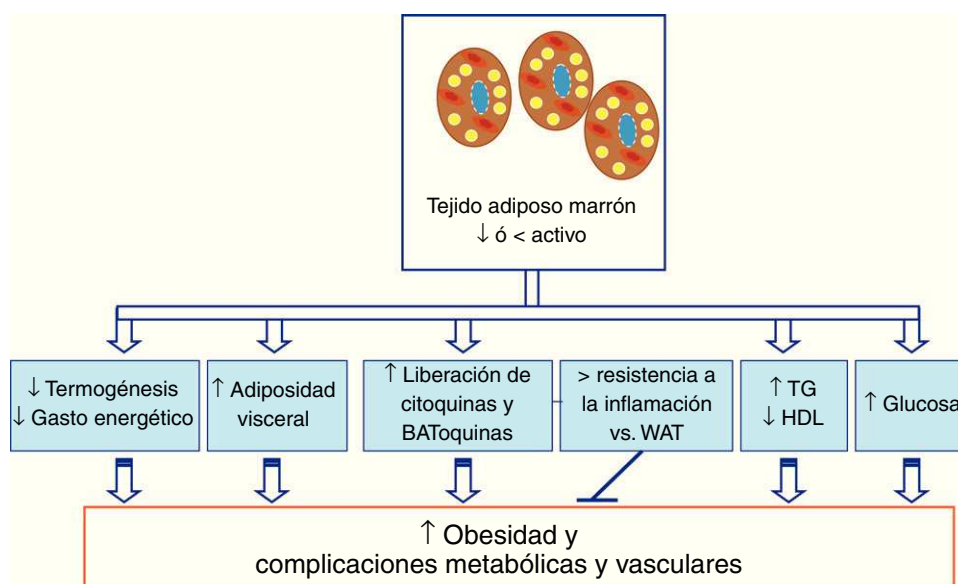 Tejido adiposo marrón
↓ ó < activo
↓ Termogénesis
↓ Gasto energético
↑ Adiposidad
visceral
↑ Liberación de
citoquinas y
BAToquinas
> resistencia a
la inflamación
vs. WAT
↑ TG
↓ HDL
↑ Glucosa
↑ Obesidad y
complicaciones metabólicas y vasculares